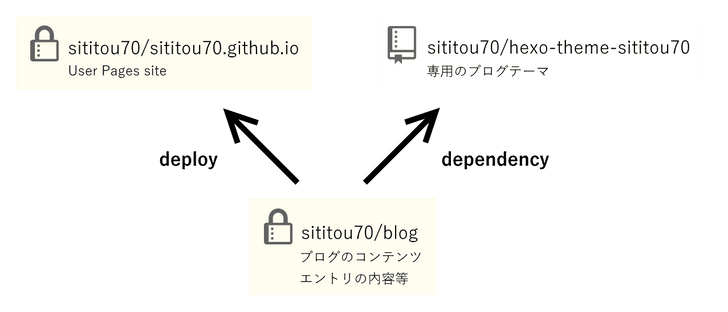 sititou70/sititou70.github.io
User Pages site
sititou70/hexo-theme-sititou70
専用のブログテーマ
deploy
dependency
sititou70/blog
ブログのコンテンツ
エントリの内容等